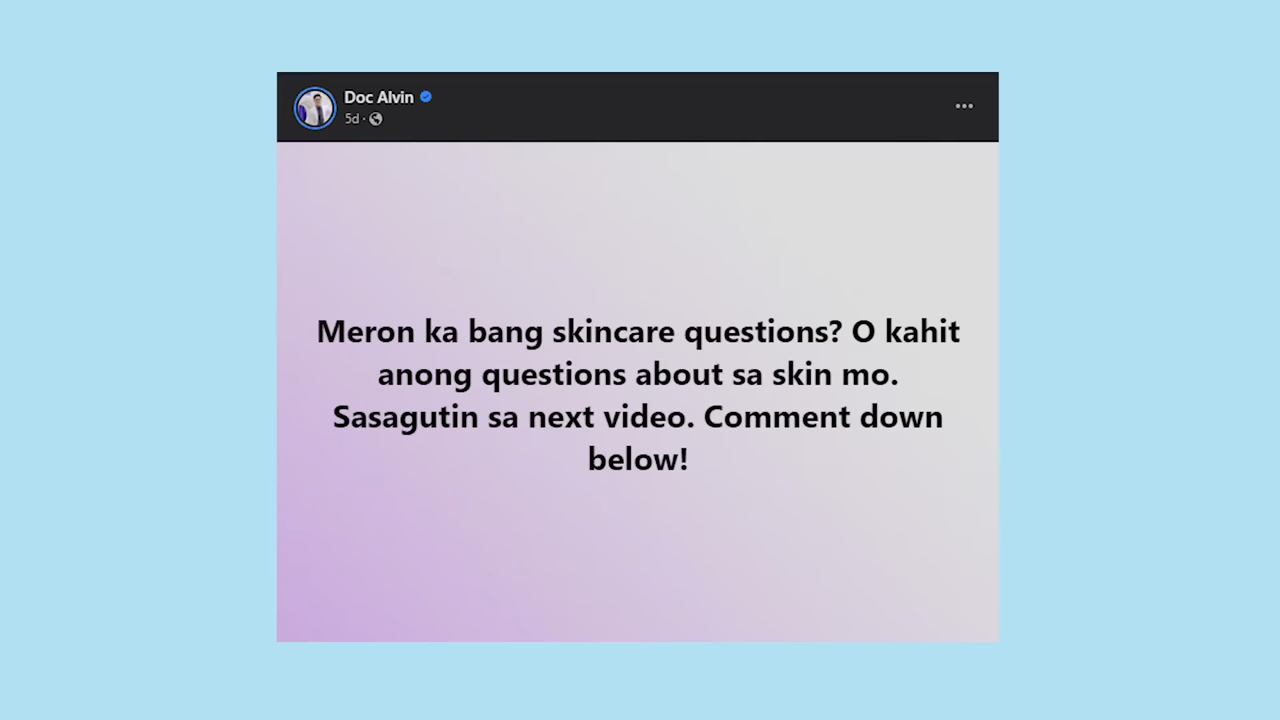 Doc Alvin
5d ·
Meron ka bang skincare questions? O kahit
anong questions about sa skin mo.
Sasagutin sa next video. Comment down
below!